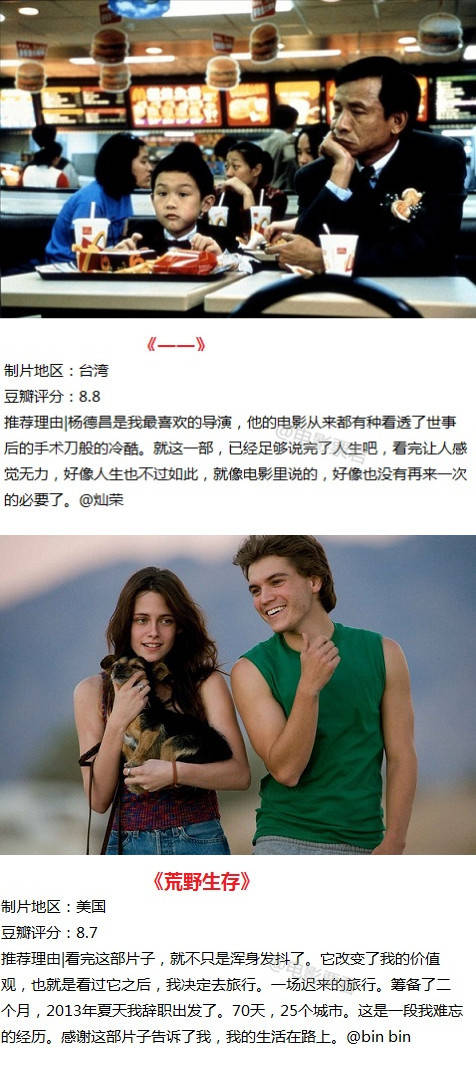 《一一》
制片地区：台湾
豆瓣评分：8.8
推荐理由|杨德昌是我最喜欢的导演，他的电影从来都有种看透了世事
后的手术刀般的冷酷。就这一部，已经足够说完了人生吧，看完让人感
觉无力，好像人生也不过如此，就像电影里说的，好像也没有再来一次
的必要了。@灿荣
《荒野生存》
制片地区：美国
豆瓣评分：8.7
推荐理由|看完这部片子，就不只是浑身发抖了。它改变了我的价值
观，也就是看过它之后，我决定去旅行。一场迟来的旅行。筹备了二
个月，2013年夏天我辞职出发了。70天，25个城市。这是一段我难忘
的经历。感谢这部片子告诉了我，我的生活在路上。@bin bin